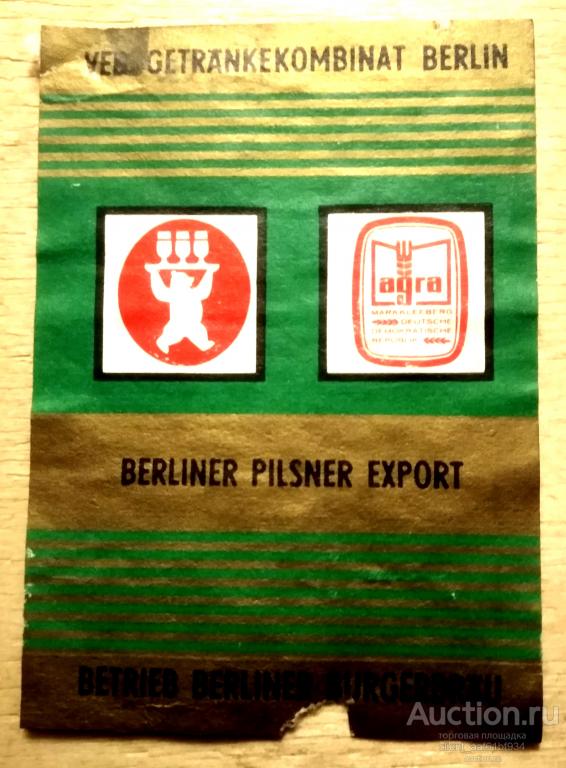 VEB GETRÄNKEKOMBINAT BERLIN
agra
MARKKLEEBERG
DEUTSCHE
DEMOKRATISCHE
REPUBLIK
BERLINER PILSNER EXPORT
BETRIEB BERLINER BÜRGERBRÄU
Auction.ru
торговая площадка